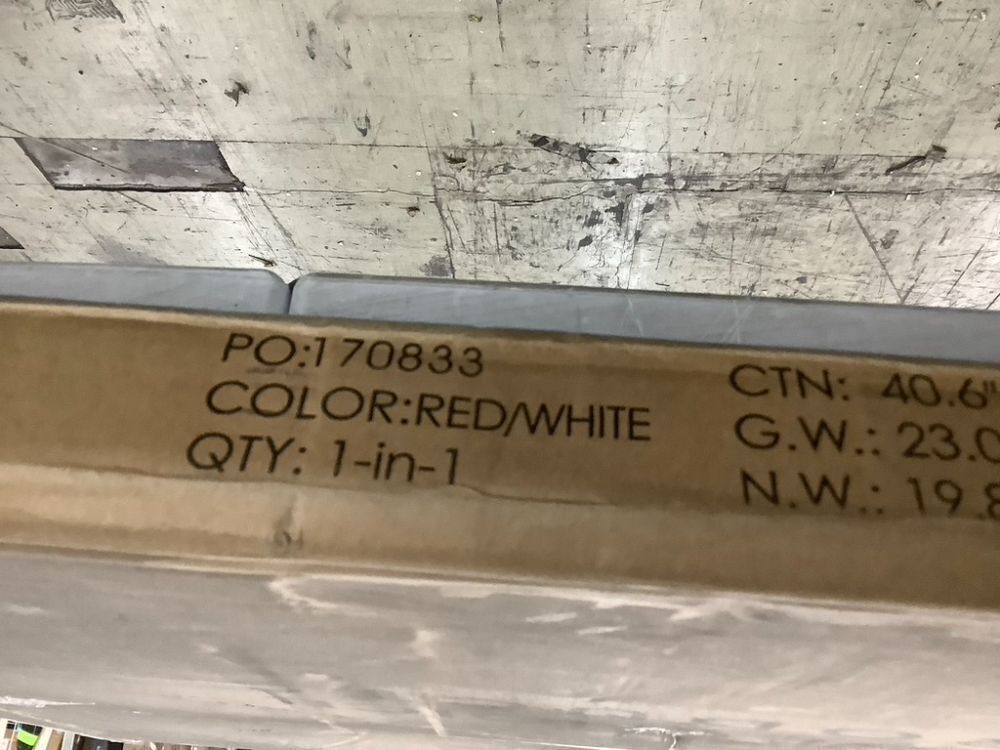 PO:170833
COLOR:RED/WHITE
QTY: 1-in-1
CTN: 40.6"
G.W.: 23.0
N.W.: 19.8